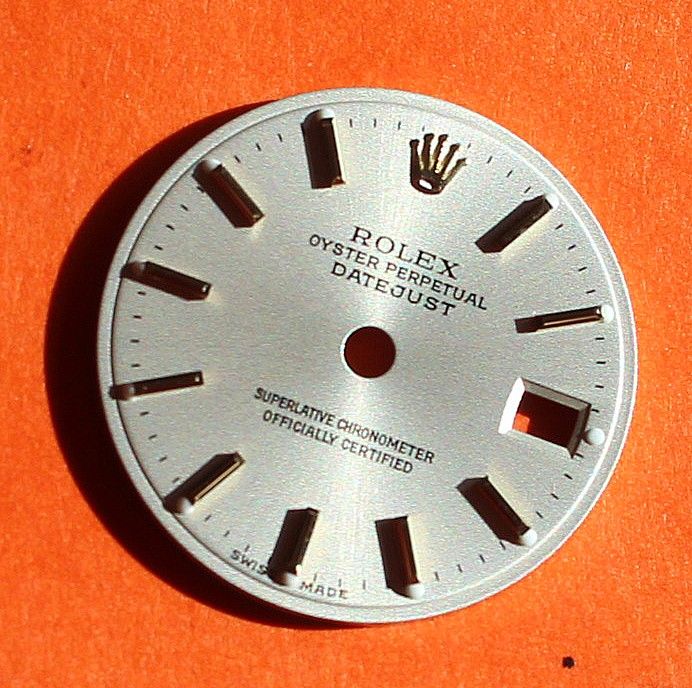 ROLEX
OYSTER PERPETUAL
DATEJUST
SUPERLATIVE CHRONOMETER
OFFICIALLY CERTIFIED
SWISS MADE